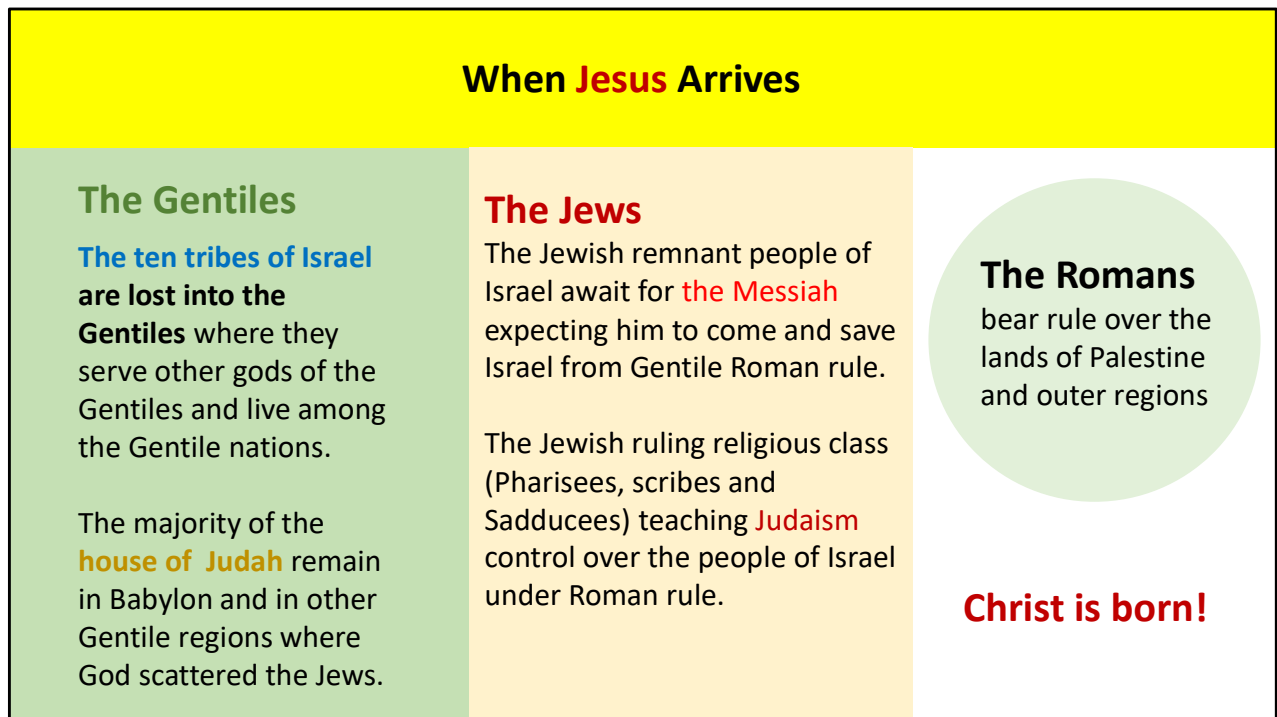 When Jesus Arrives
The Gentiles
The ten tribes of Israel
are lost into the
Gentiles where they
serve other gods of the
Gentiles and live among
the Gentile nations.
The majority of the
house of  Judah remain
in Babylon and in other
Gentile regions where
God scattered the Jews.
The Jews
The Jewish remnant people of
Israel await for the Messiah
expecting him to come and save
Israel from Gentile Roman rule.
The Jewish ruling religious class
(Pharisees, scribes and
Sadducees) teaching Judaism
control over the people of Israel
under Roman rule.
The Romans
bear rule over the
lands of Palestine
and outer regions
Christ is born!